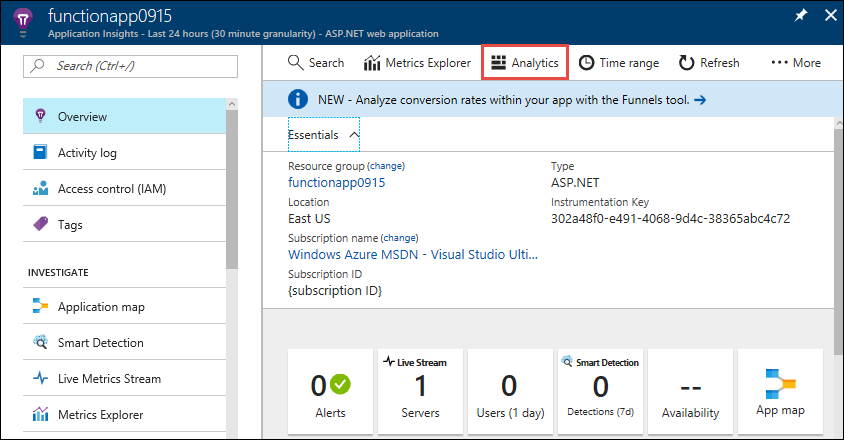 functionapp0915
Application Insights - Last 24 hours (30 minute granularity) - ASP.NET web application
Search (Ctrl+/)
Overview
Activity log
Access control (IAM)
Tags
INVESTIGATE
Application map
Smart Detection
Live Metrics Stream
Metrics Explorer
Search Metrics Explorer Analytics Time range Refresh More
NEW - Analyze conversion rates within your app with the Funnels tool.
Essentials
Resource group (change)
functionapp0915
Location
East US
Subscription name (change)
Windows Azure MSDN - Visual Studio Ulti...
Subscription ID
{subscription ID}
Type
ASP.NET
Instrumentation Key
302a48f0-e491-4068-9d4c-38365abc4c72
0
Alerts
Live Stream
1
Servers
0
Users (1 day)
Smart Detection
0
Detections (7d)
--
Availability
App map